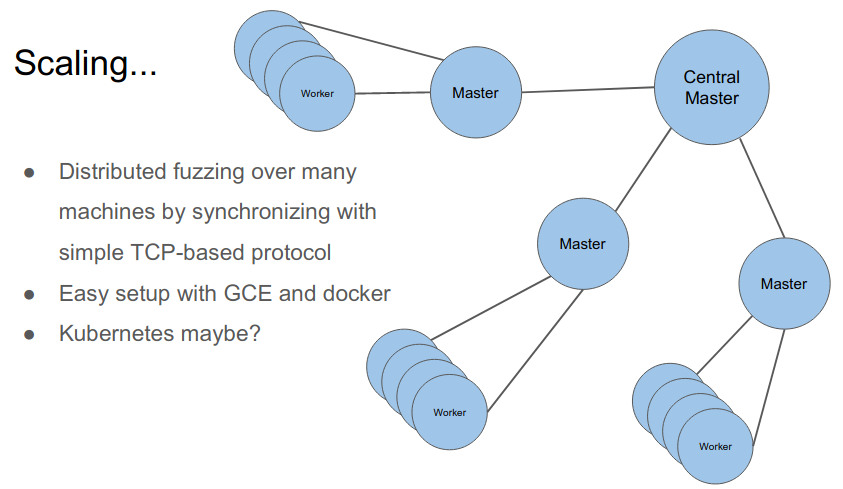 Scaling...
Worker
Master
Central
Master
● Distributed fuzzing over many
machines by synchronizing with
simple TCP-based protocol
● Easy setup with GCE and docker
● Kubernetes maybe?
Master
Master
Worker
Worker